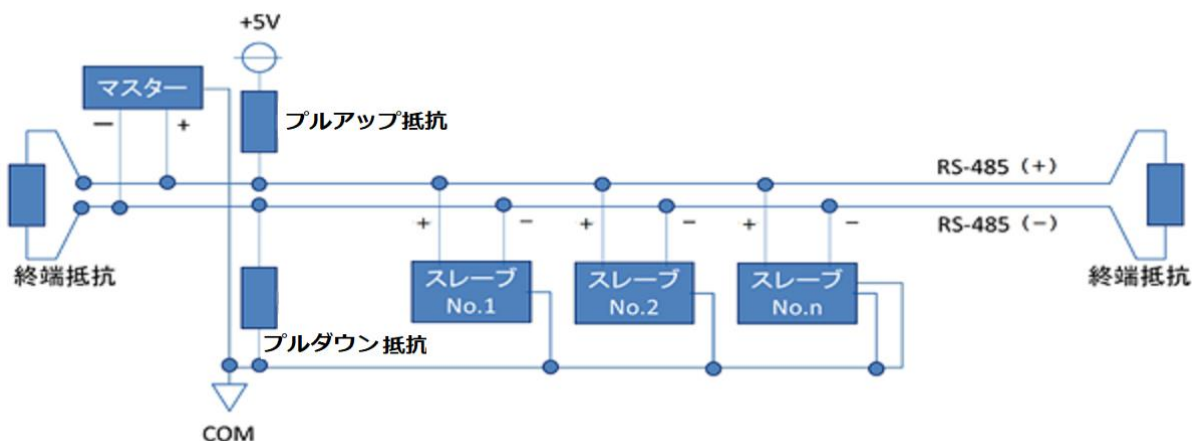 +5V
マスター
プルアップ抵抗
− +
RS-485（+）
RS-485（−）
+ − + − + −
終端抵抗
終端抵抗
スレーブ
No.1
スレーブ
No.2
スレーブ
No.n
プルダウン抵抗
COM